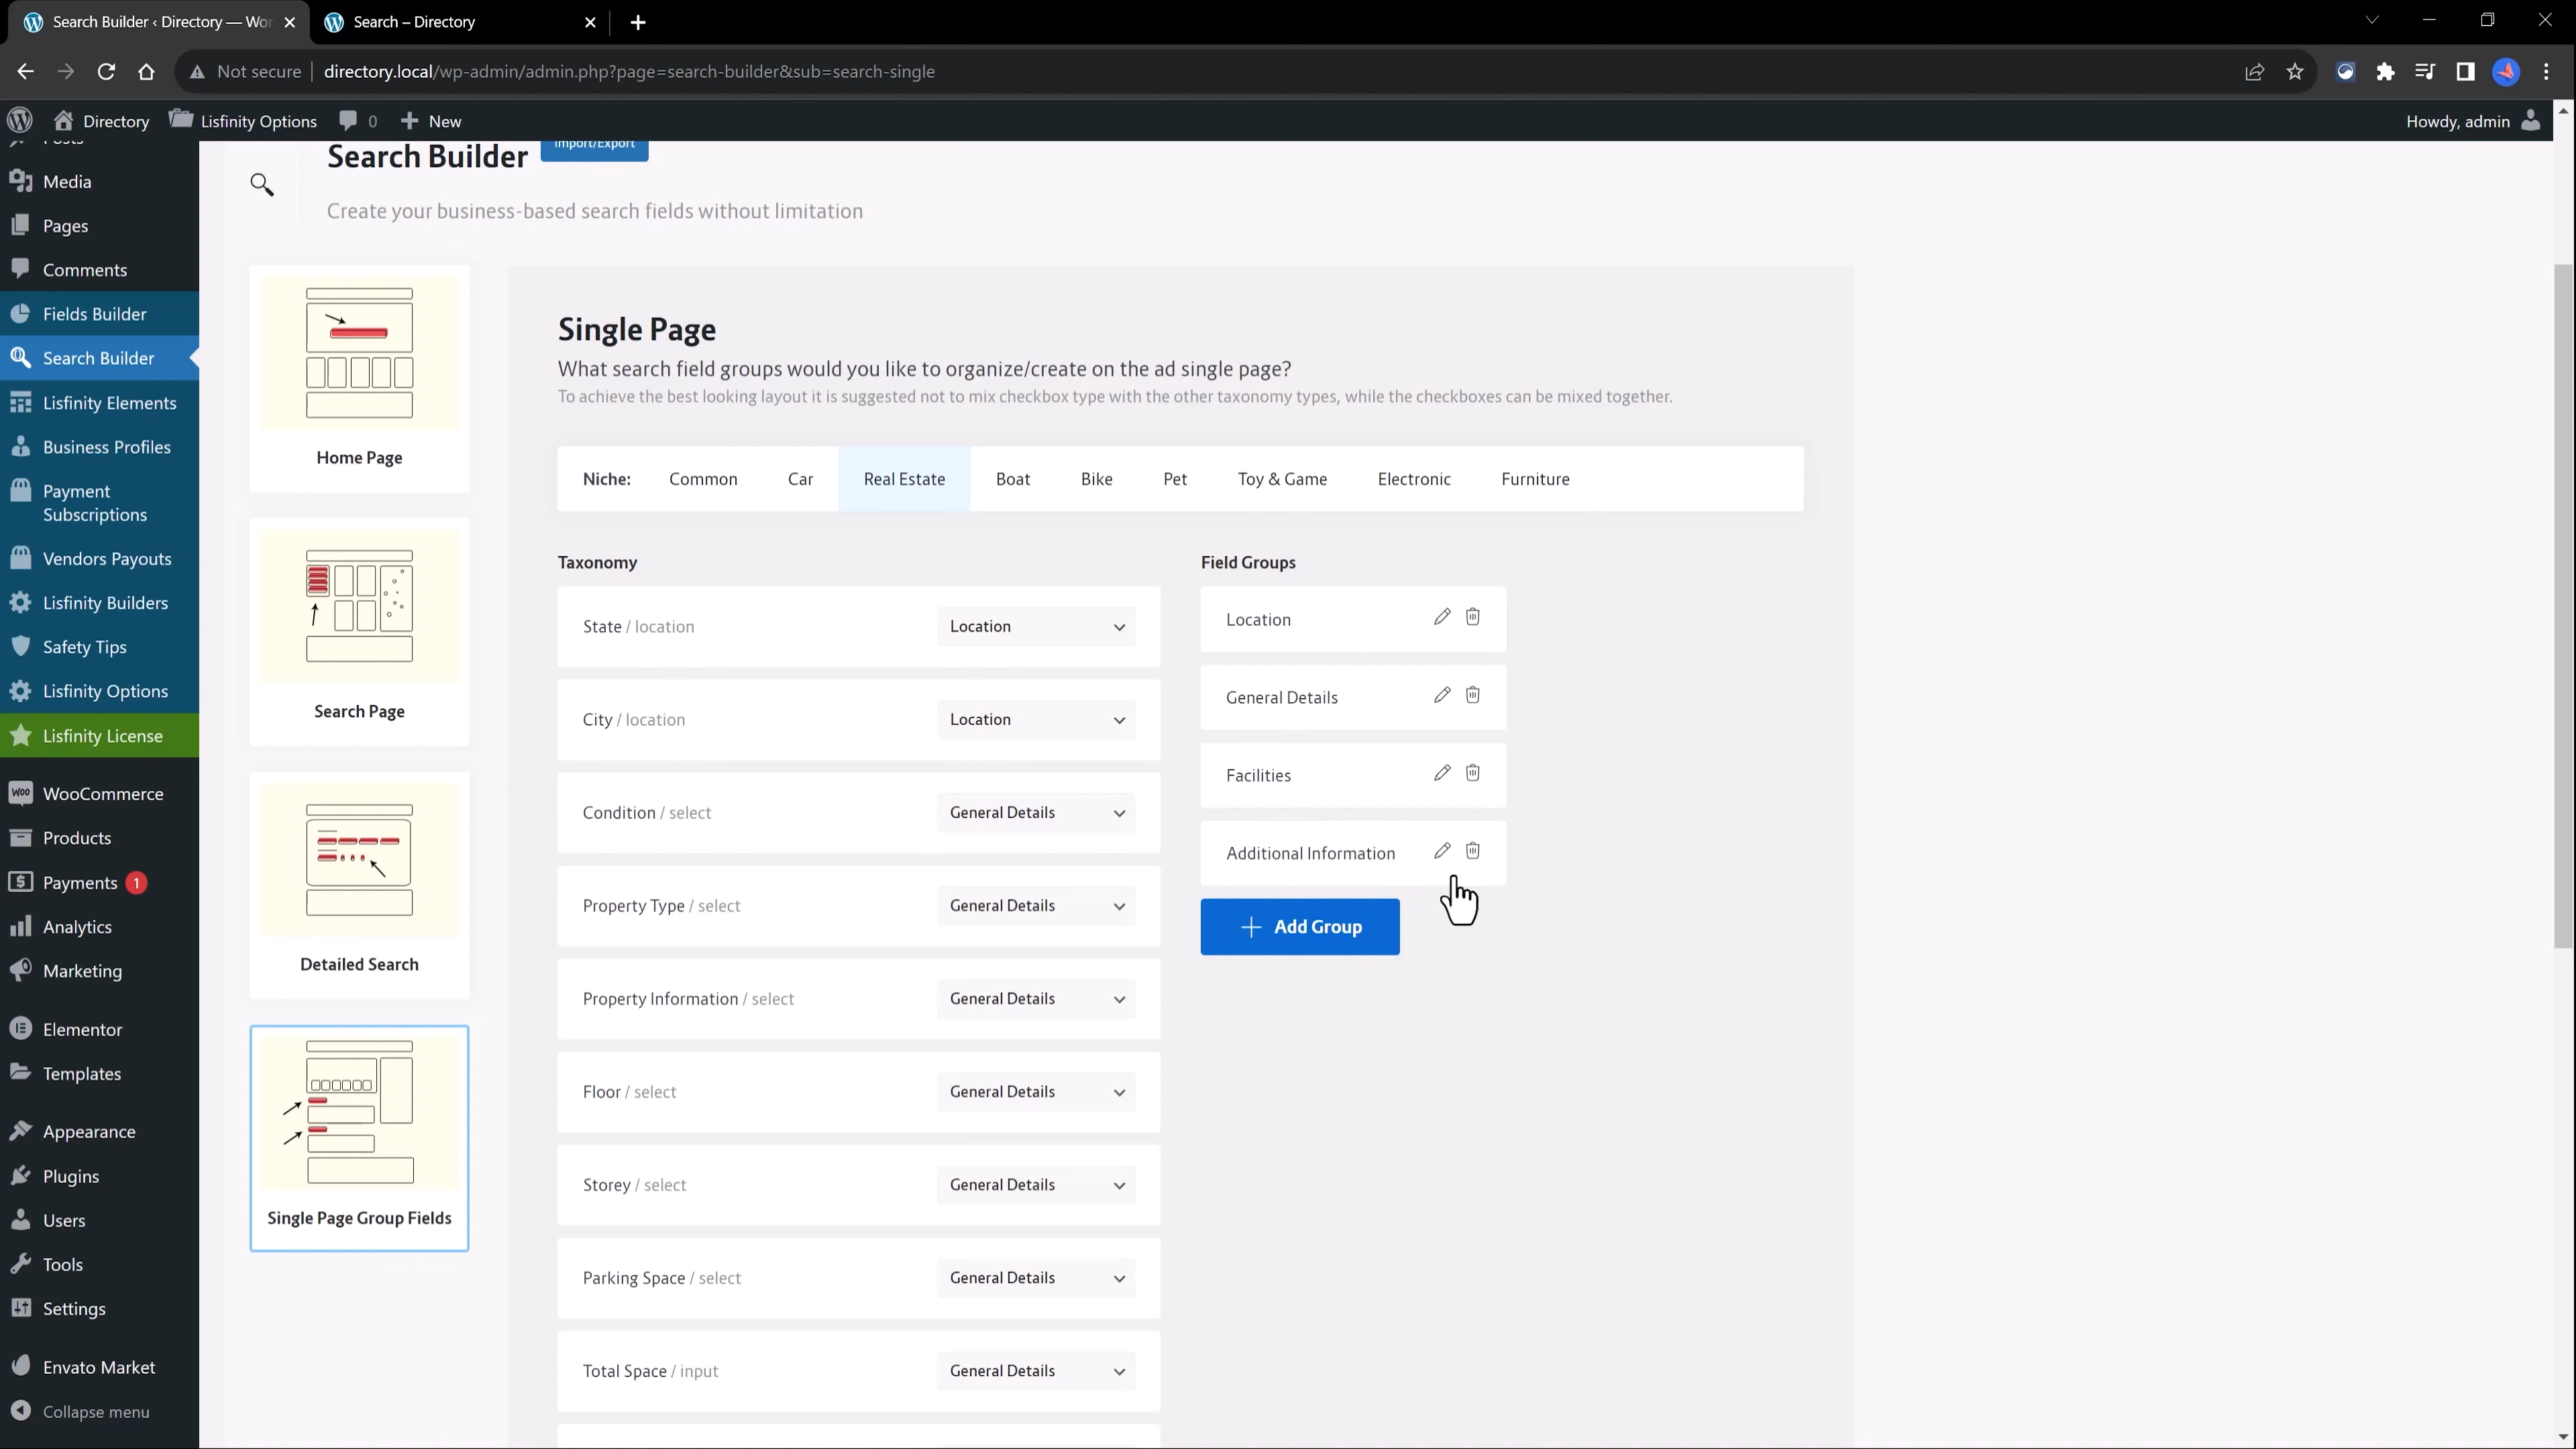 Search Builder ‹ Directory — Wor
Search – Directory
Not secure
directory.local/wp-admin/admin.php?page=search-builder&sub=search-single
Directory
Lisfinity Options
0
New
Howdy, admin
Posts
Media
Pages
Comments
Fields Builder
Search Builder
Lisfinity Elements
Business Profiles
Payment
Subscriptions
Vendors Payouts
Lisfinity Builders
Safety Tips
Lisfinity Options
Lisfinity License
WooCommerce
Products
Payments 1
Analytics
Marketing
Elementor
Templates
Appearance
Plugins
Users
Tools
Settings
Envato Market
Collapse menu
Search Builder
Import/Export
Create your business-based search fields without limitation
Home Page
Search Page
Detailed Search
Single Page Group Fields
Single Page
What search field groups would you like to organize/create on the ad single page?
To achieve the best looking layout it is suggested not to mix checkbox type with the other taxonomy types, while the checkboxes can be mixed together.
Niche: Common Car Real Estate Boat Bike Pet Toy & Game Electronic Furniture
Taxonomy
State / location Location
City / location Location
Condition / select General Details
Property Type / select General Details
Property Information / select General Details
Floor / select General Details
Storey / select General Details
Parking Space / select General Details
Total Space / input General Details
Field Groups
Location
General Details
Facilities
Additional Information
Add Group